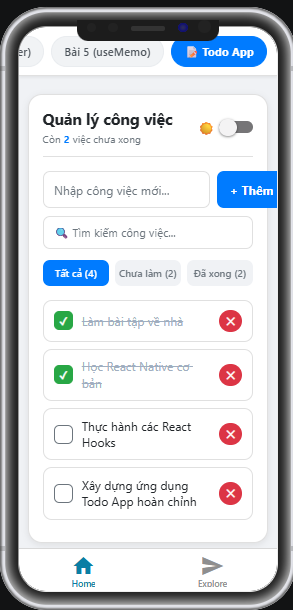 er)
Bài 5 (useMemo)
📝 Todo App
Quản lý công việc
Còn 2 việc chưa xong
Nhập công việc mới...
+ Thêm
🔍 Tìm kiếm công việc...
Tất cả (4)
Chưa làm (2)
Đã xong (2)
Làm bài tập về nhà
Học React Native cơ
bản
Thực hành các React
Hooks
Xây dựng ứng dụng
Todo App hoàn chỉnh
Home
Explore